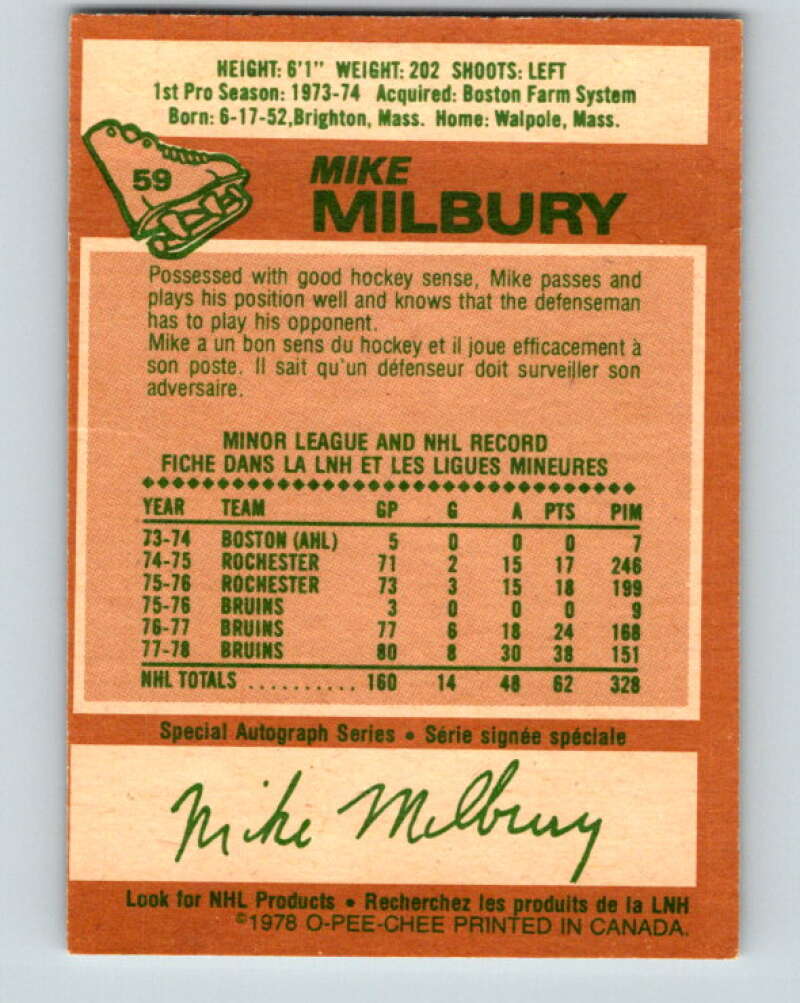 HEIGHT: 6'1" WEIGHT: 202 SHOOTS: LEFT
1st Pro Season: 1973-74 Acquired: Boston Farm System
Born: 6-17-52,Brighton, Mass. Home: Walpole, Mass.
59
MIKE
MILBURY
Possessed with good hockey sense, Mike passes and
plays his position well and knows that the defenseman
has to play his opponent.
Mike a un bon sens du hockey et il joue efficacement à
son poste. Il sait qu'un défenseur doit surveiller son
adversaire.
MINOR LEAGUE AND NHL RECORD
FICHE DANS LA LNH ET LES LIGUES MINEURES
YEAR TEAM GP G A PTS PIM
73-74 BOSTON (AHL) 5 0 0 0 7
74-75 ROCHESTER 71 2 15 17 246
75-76 ROCHESTER 73 3 15 18 199
75-76 BRUINS 3 0 0 0 9
76-77 BRUINS 77 6 18 24 168
77-78 BRUINS 80 8 30 38 151
NHL TOTALS .......... 160 14 48 62 328
Special Autograph Series • Série signée spéciale
Mike Milbury
Look for NHL Products • Recherchez les produits de la LNH
©1978 O-PEE-CHEE PRINTED IN CANADA.